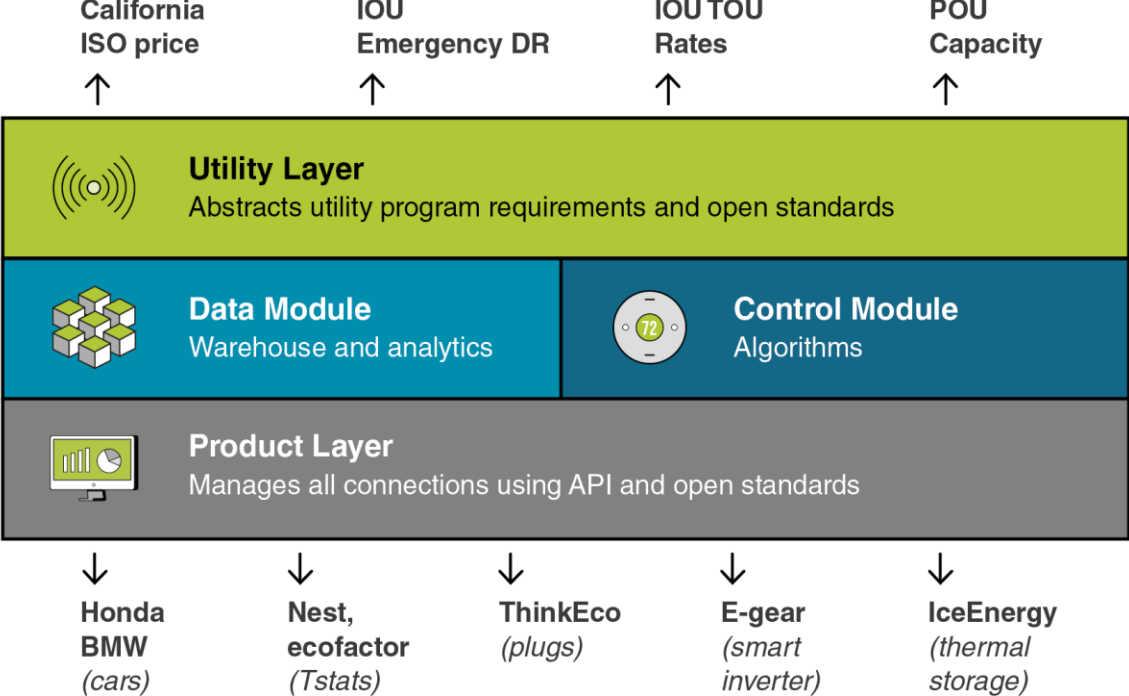 California
ISO price
IOU
Emergency DR
IOU TOU
Rates
POU
Capacity
Utility Layer
Abstracts utility program requirements and open standards
Data Module
Warehouse and analytics
72
Control Module
Algorithms
Product Layer
Manages all connections using API and open standards
Honda
BMW
(cars)
Nest,
ecofactor
(Tstats)
ThinkEco
(plugs)
E-gear
(smart
inverter)
IceEnergy
(thermal
storage)